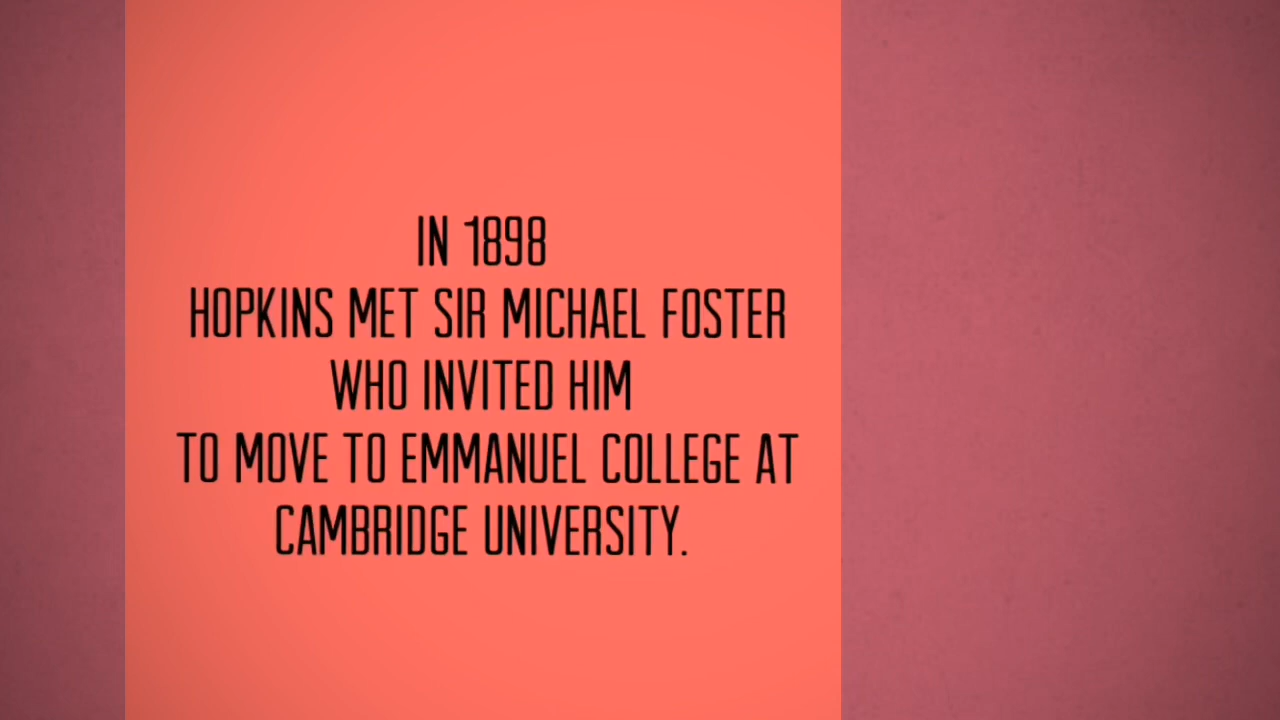 IN 1898
HOPKINS MET SIR MICHAEL FOSTER
WHO INVITED HIM
TO MOVE TO EMMANUEL COLLEGE AT
CAMBRIDGE UNIVERSITY.